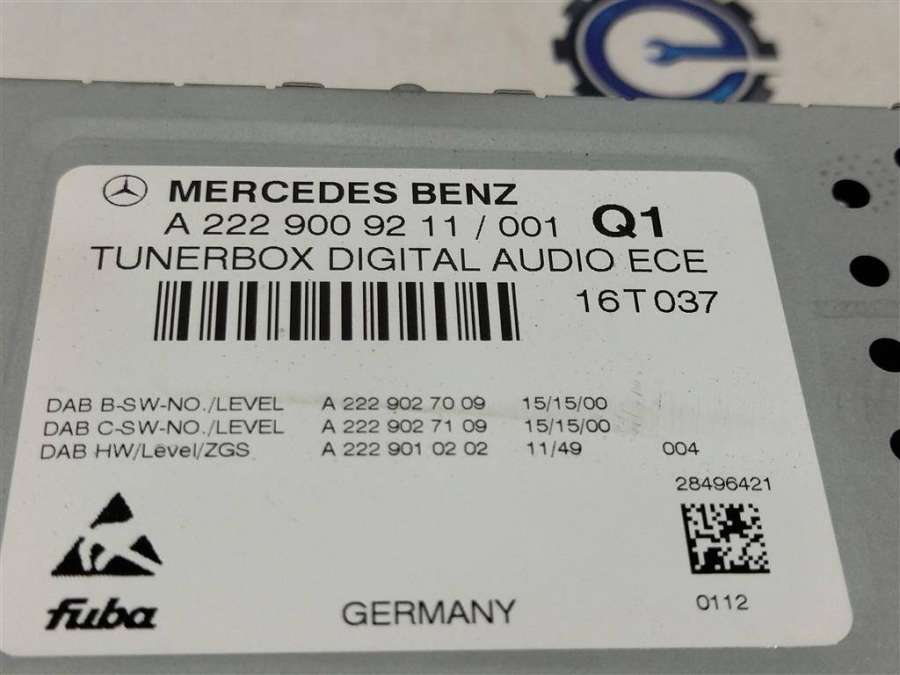 MERCEDES BENZ
A 222 900 92 11 / 001 Q1
TUNERBOX DIGITAL AUDIO ECE
16T037
DAB B-SW-NO./LEVEL A 222 902 70 09 15/15/00
DAB C-SW-NO./LEVEL A 222 902 71 09 15/15/00
DAB HW/Level/ZGS A 222 901 02 02 11/49 004
28496421
0112
fuba GERMANY